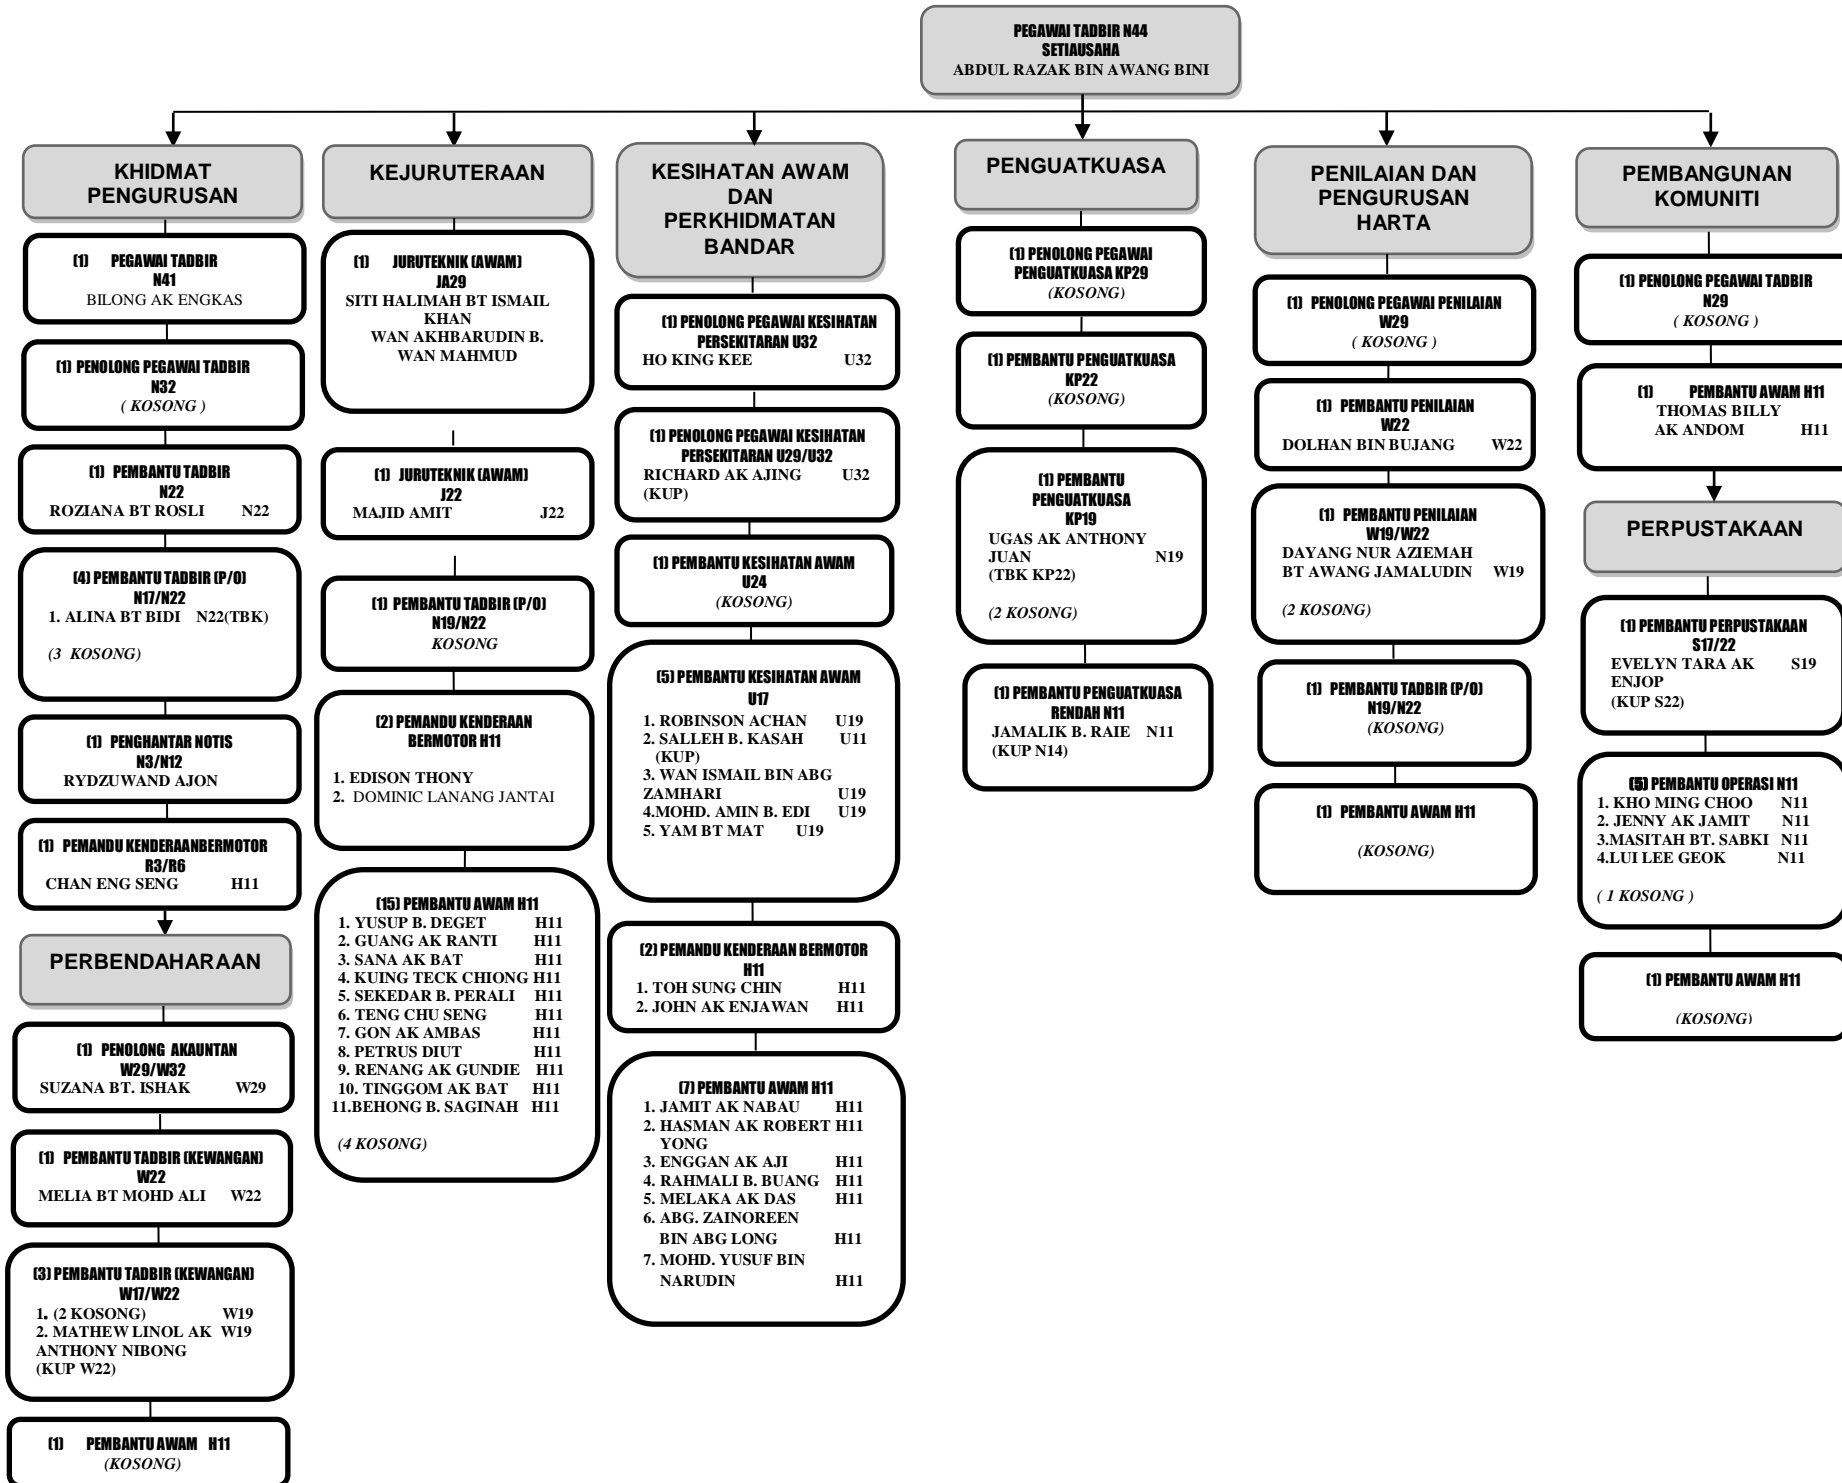 PEGAWAI TADBIR N44
SETIAUSAHA
ABDUL RAZAK BIN AWANG BINI
KHIDMAT
PENGURUSAN
(1) PEGAWAI TADBIR
N41
BILONG AK ENGKAS
(1) PENOLONG PEGAWAI TADBIR
N32
( KOSONG )
(1) PEMBANTU TADBIR
N22
ROZIANA BT ROSLI N22
(4) PEMBANTU TADBIR (P/O)
N17/N22
1. ALINA BT BIDI N22(TBK)
(3 KOSONG)
(1) PENGHANTAR NOTIS
N3/N12
RYDZUWAND AJON
(1) PEMANDU KENDERAANBERMOTOR
R3/R6
CHAN ENG SENG H11
PERBENDAHARAAN
(1) PENOLONG AKAUNTAN
W29/W32
SUZANA BT. ISHAK W29
(1) PEMBANTU TADBIR (KEWANGAN)
W22
MELIA BT MOHD ALI W22
(3) PEMBANTU TADBIR (KEWANGAN)
W17/W22
1. (2 KOSONG) W19
2. MATHEW LINOL AK W19
ANTHONY NIBONG
(KUP W22)
(1) PEMBANTU AWAM H11
(KOSONG)
KEJURUTERAAN
(1) JURUTEKNIK (AWAM)
JA29
SITI HALIMAH BT ISMAIL
KHAN
WAN AKHBARUDIN B.
WAN MAHMUD
(1) JURUTEKNIK (AWAM)
J22
MAJID AMIT J22
(1) PEMBANTU TADBIR (P/O)
N19/N22
KOSONG
(2) PEMANDU KENDERAAN
BERMOTOR H11
1. EDISON THONY
2. DOMINIC LANANG JANTAI
(15) PEMBANTU AWAM H11
1. YUSUP B. DEGET H11
2. GUANG AK RANTI H11
3. SANA AK BAT H11
4. KUING TECK CHIONG H11
5. SEKEDAR B. PERALI H11
6. TENG CHU SENG H11
7. GON AK AMBAS H11
8. PETRUS DIUT H11
9. RENANG AK GUNDIE H11
10. TINGGOM AK BAT H11
11.BEHONG B. SAGINAH H11
(4 KOSONG)
KESIHATAN AWAM
DAN
PERKHIDMATAN
BANDAR
(1) PENOLONG PEGAWAI KESIHATAN
PERSEKITARAN U32
HO KING KEE U32
(1) PENOLONG PEGAWAI KESIHATAN
PERSEKITARAN U29/U32
RICHARD AK AJING U32
(KUP)
(1) PEMBANTU KESIHATAN AWAM
U24
(KOSONG)
(5) PEMBANTU KESIHATAN AWAM
U17
1. ROBINSON ACHAN U19
2. SALLEH B. KASAH U11
(KUP)
3. WAN ISMAIL BIN ABG
ZAMHARI U19
4.MOHD. AMIN B. EDI U19
5. YAM BT MAT U19
(2) PEMANDU KENDERAAN BERMOTOR
H11
1. TOH SUNG CHIN H11
2. JOHN AK ENJAWAN H11
(7) PEMBANTU AWAM H11
1. JAMIT AK NABAU H11
2. HASMAN AK ROBERT H11
YONG
3. ENGGAN AK AJI H11
4. RAHMALI B. BUANG H11
5. MELAKA AK DAS H11
6. ABG. ZAINOREEN
BIN ABG LONG H11
7. MOHD. YUSUF BIN
NARUDIN H11
PENGUATKUASA
(1) PENOLONG PEGAWAI
PENGUATKUASA KP29
(KOSONG)
(1) PEMBANTU PENGUATKUASA
KP22
(KOSONG)
(1) PEMBANTU
PENGUATKUASA
KP19
UGAS AK ANTHONY
JUAN N19
(TBK KP22)
(2 KOSONG)
(1) PEMBANTU PENGUATKUASA
RENDAH N11
JAMALIK B. RAIE N11
(KUP N14)
PENILAIAN DAN
PENGURUSAN
HARTA
(1) PENOLONG PEGAWAI PENILAIAN
W29
( KOSONG )
(1) PEMBANTU PENILAIAN
W22
DOLHAN BIN BUJANG W22
(1) PEMBANTU PENILAIAN
W19/W22
DAYANG NUR AZIEMAH
BT AWANG JAMALUDIN W19
(2 KOSONG)
(1) PEMBANTU TADBIR (P/O)
N19/N22
(KOSONG)
(1) PEMBANTU AWAM H11
(KOSONG)
PEMBANGUNAN
KOMUNITI
(1) PENOLONG PEGAWAI TADBIR
N29
( KOSONG )
(1) PEMBANTU AWAM H11
THOMAS BILLY
AK ANDOM H11
PERPUSTAKAAN
(1) PEMBANTU PERPUSTAKAAN
S17/22
EVELYN TARA AK S19
ENJOP
(KUP S22)
(5) PEMBANTU OPERASI N11
1. KHO MING CHOO N11
2. JENNY AK JAMIT N11
3.MASITAH BT. SABKI N11
4.LUI LEE GEOK N11
( 1 KOSONG )
(1) PEMBANTU AWAM H11
(KOSONG)